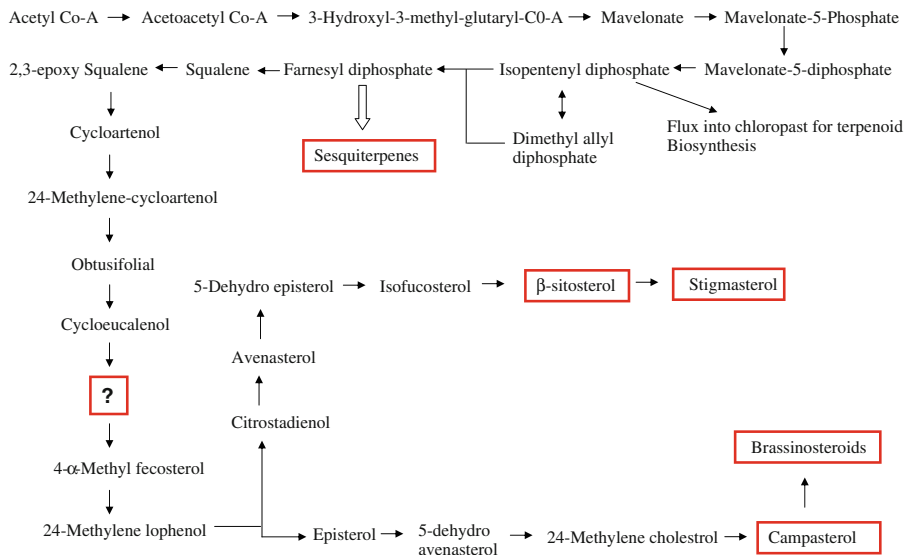 Acetyl Co-A Acetoacetyl Co-A 3-Hydroxyl-3-methyl-glutaryl-C0-A Mavelonate Mavelonate-5-Phosphate
2,3-epoxy Squalene Squalene Farnesyl diphosphate Isopentenyl diphosphate Mavelonate-5-diphosphate
Cycloartenol
Sesquiterpenes
Dimethyl allyl
diphosphate
Flux into chloropast for terpenoid
Biosynthesis
24-Methylene-cycloartenol
Obtusifolial
5-Dehydro episterol Isofucosterol β-sitosterol Stigmasterol
Cycloeucalenol
Avenasterol
?
Citrostadienol
4-α-Methyl fecosterol
Brassinosteroids
24-Methylene lophenol
Episterol
5-dehydro
avenasterol
24-Methylene cholestrol
Campasterol